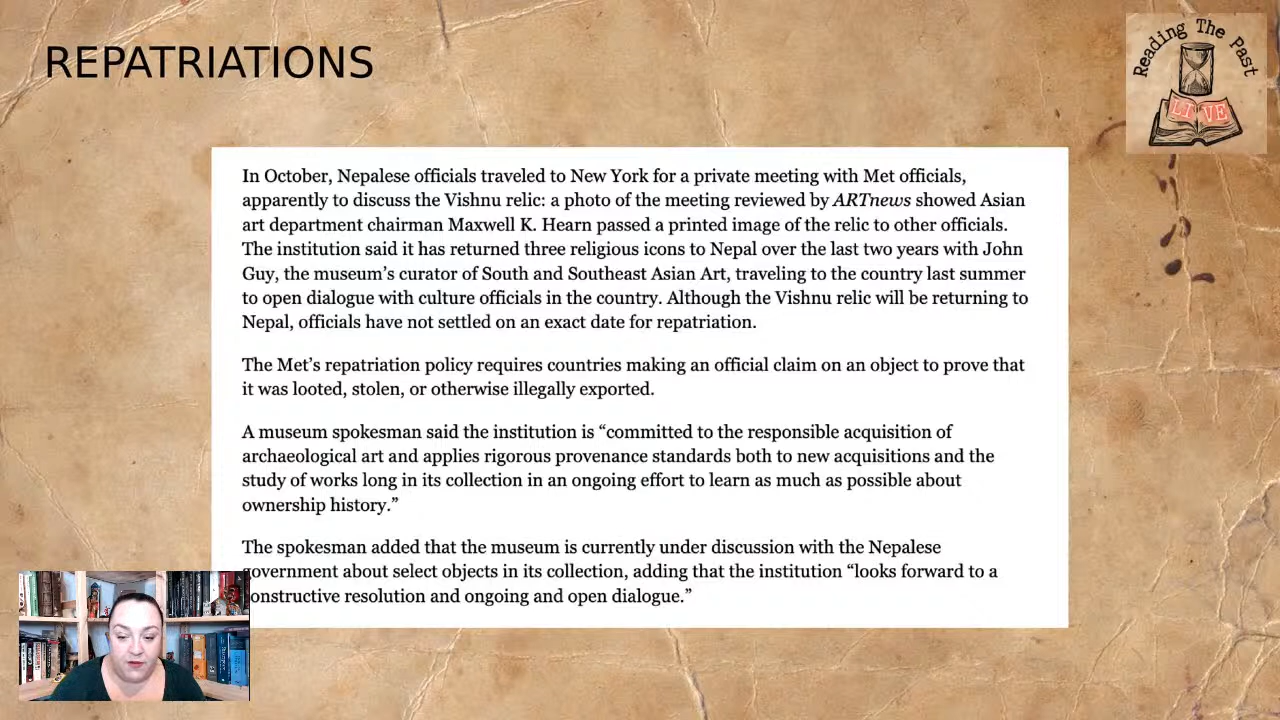 REPATRIATIONS
Reading The Past
LIVE
In October, Nepalese officials traveled to New York for a private meeting with Met officials,
apparently to discuss the Vishnu relic: a photo of the meeting reviewed by ARTnews showed Asian
art department chairman Maxwell K. Hearn passed a printed image of the relic to other officials.
The institution said it has returned three religious icons to Nepal over the last two years with John
Guy, the museum’s curator of South and Southeast Asian Art, traveling to the country last summer
to open dialogue with culture officials in the country. Although the Vishnu relic will be returning to
Nepal, officials have not settled on an exact date for repatriation.
The Met’s repatriation policy requires countries making an official claim on an object to prove that
it was looted, stolen, or otherwise illegally exported.
A museum spokesman said the institution is “committed to the responsible acquisition of
archaeological art and applies rigorous provenance standards both to new acquisitions and the
study of works long in its collection in an ongoing effort to learn as much as possible about
ownership history.”
The spokesman added that the museum is currently under discussion with the Nepalese
government about select objects in its collection, adding that the institution “looks forward to a
onstructive resolution and ongoing and open dialogue.”